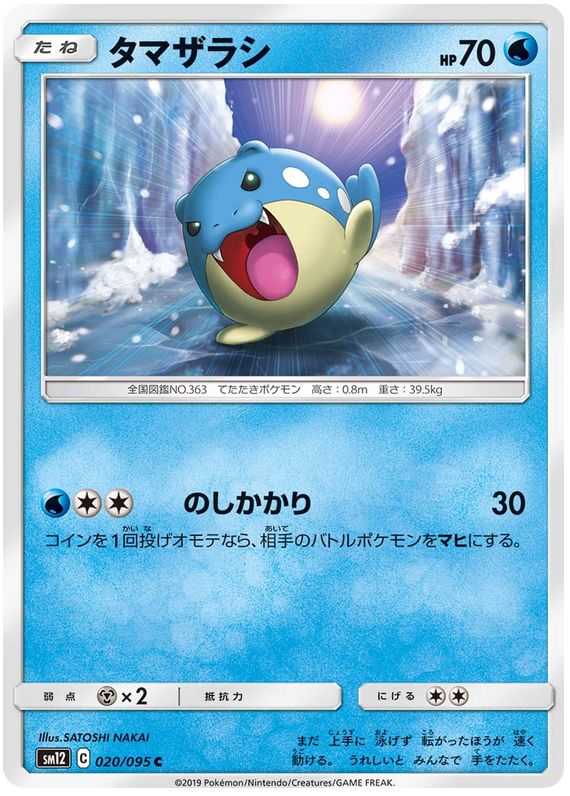 たね タマザラシ HP70
全国図鑑NO.363 てたたきポケモン 高さ:0.8m 重さ:39.5kg
のしかかり 30
コインを1回投げオモテなら、相手のバトルポケモンをマヒにする。
弱点 ×2 抵抗力 にげる
Illus.SATOSHI NAKAI
SM12 C 020/095 C
まだ 上手に 泳げず 転がったほうが 速く
動ける。 うれしいと みんなで 手をたたく。
©2019 Pokémon/Nintendo/Creatures/GAME FREAK.